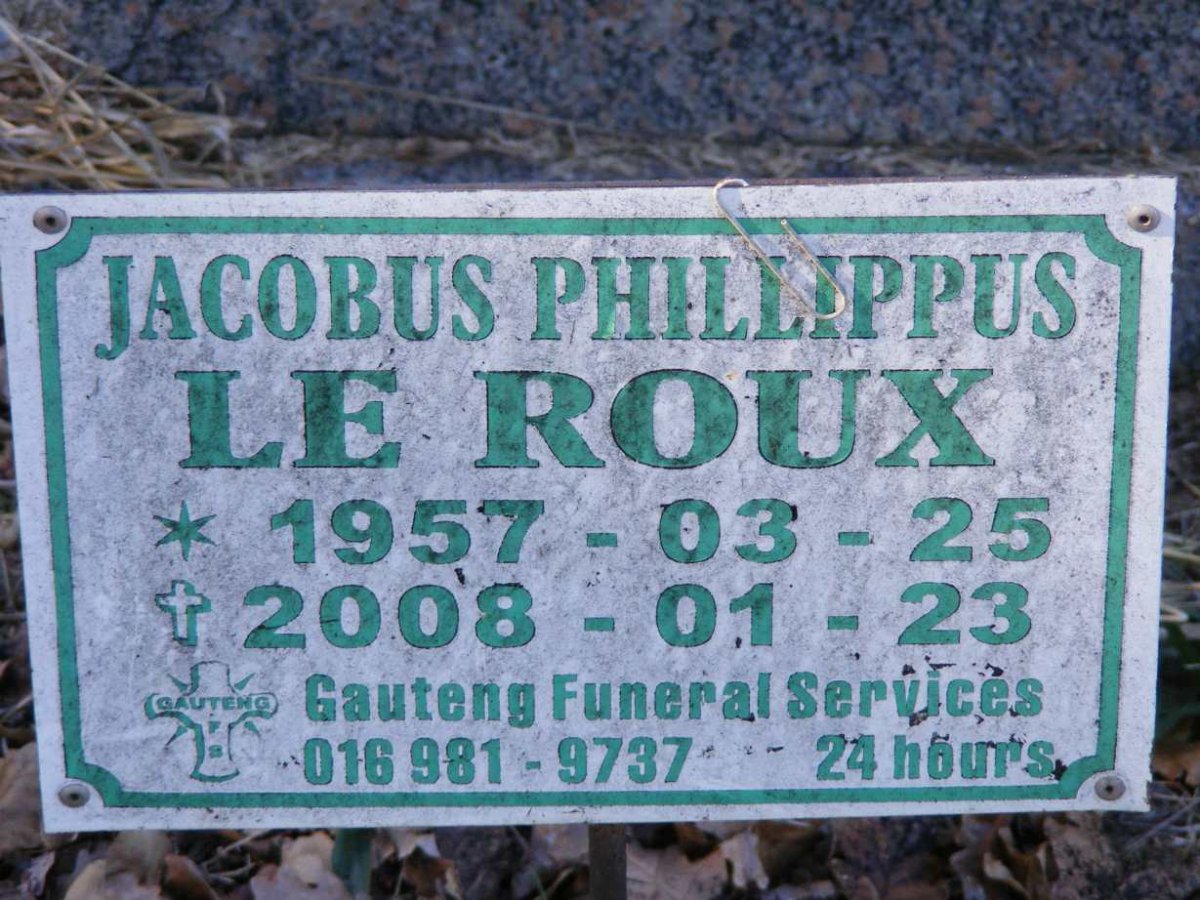 JACOBUS PHILLIPPUS
LE ROUX
1957 - 03 - 25
2008 - 01 - 23
GAUTENG
F
S
Gauteng Funeral Services
016 981 - 9737 24 hours